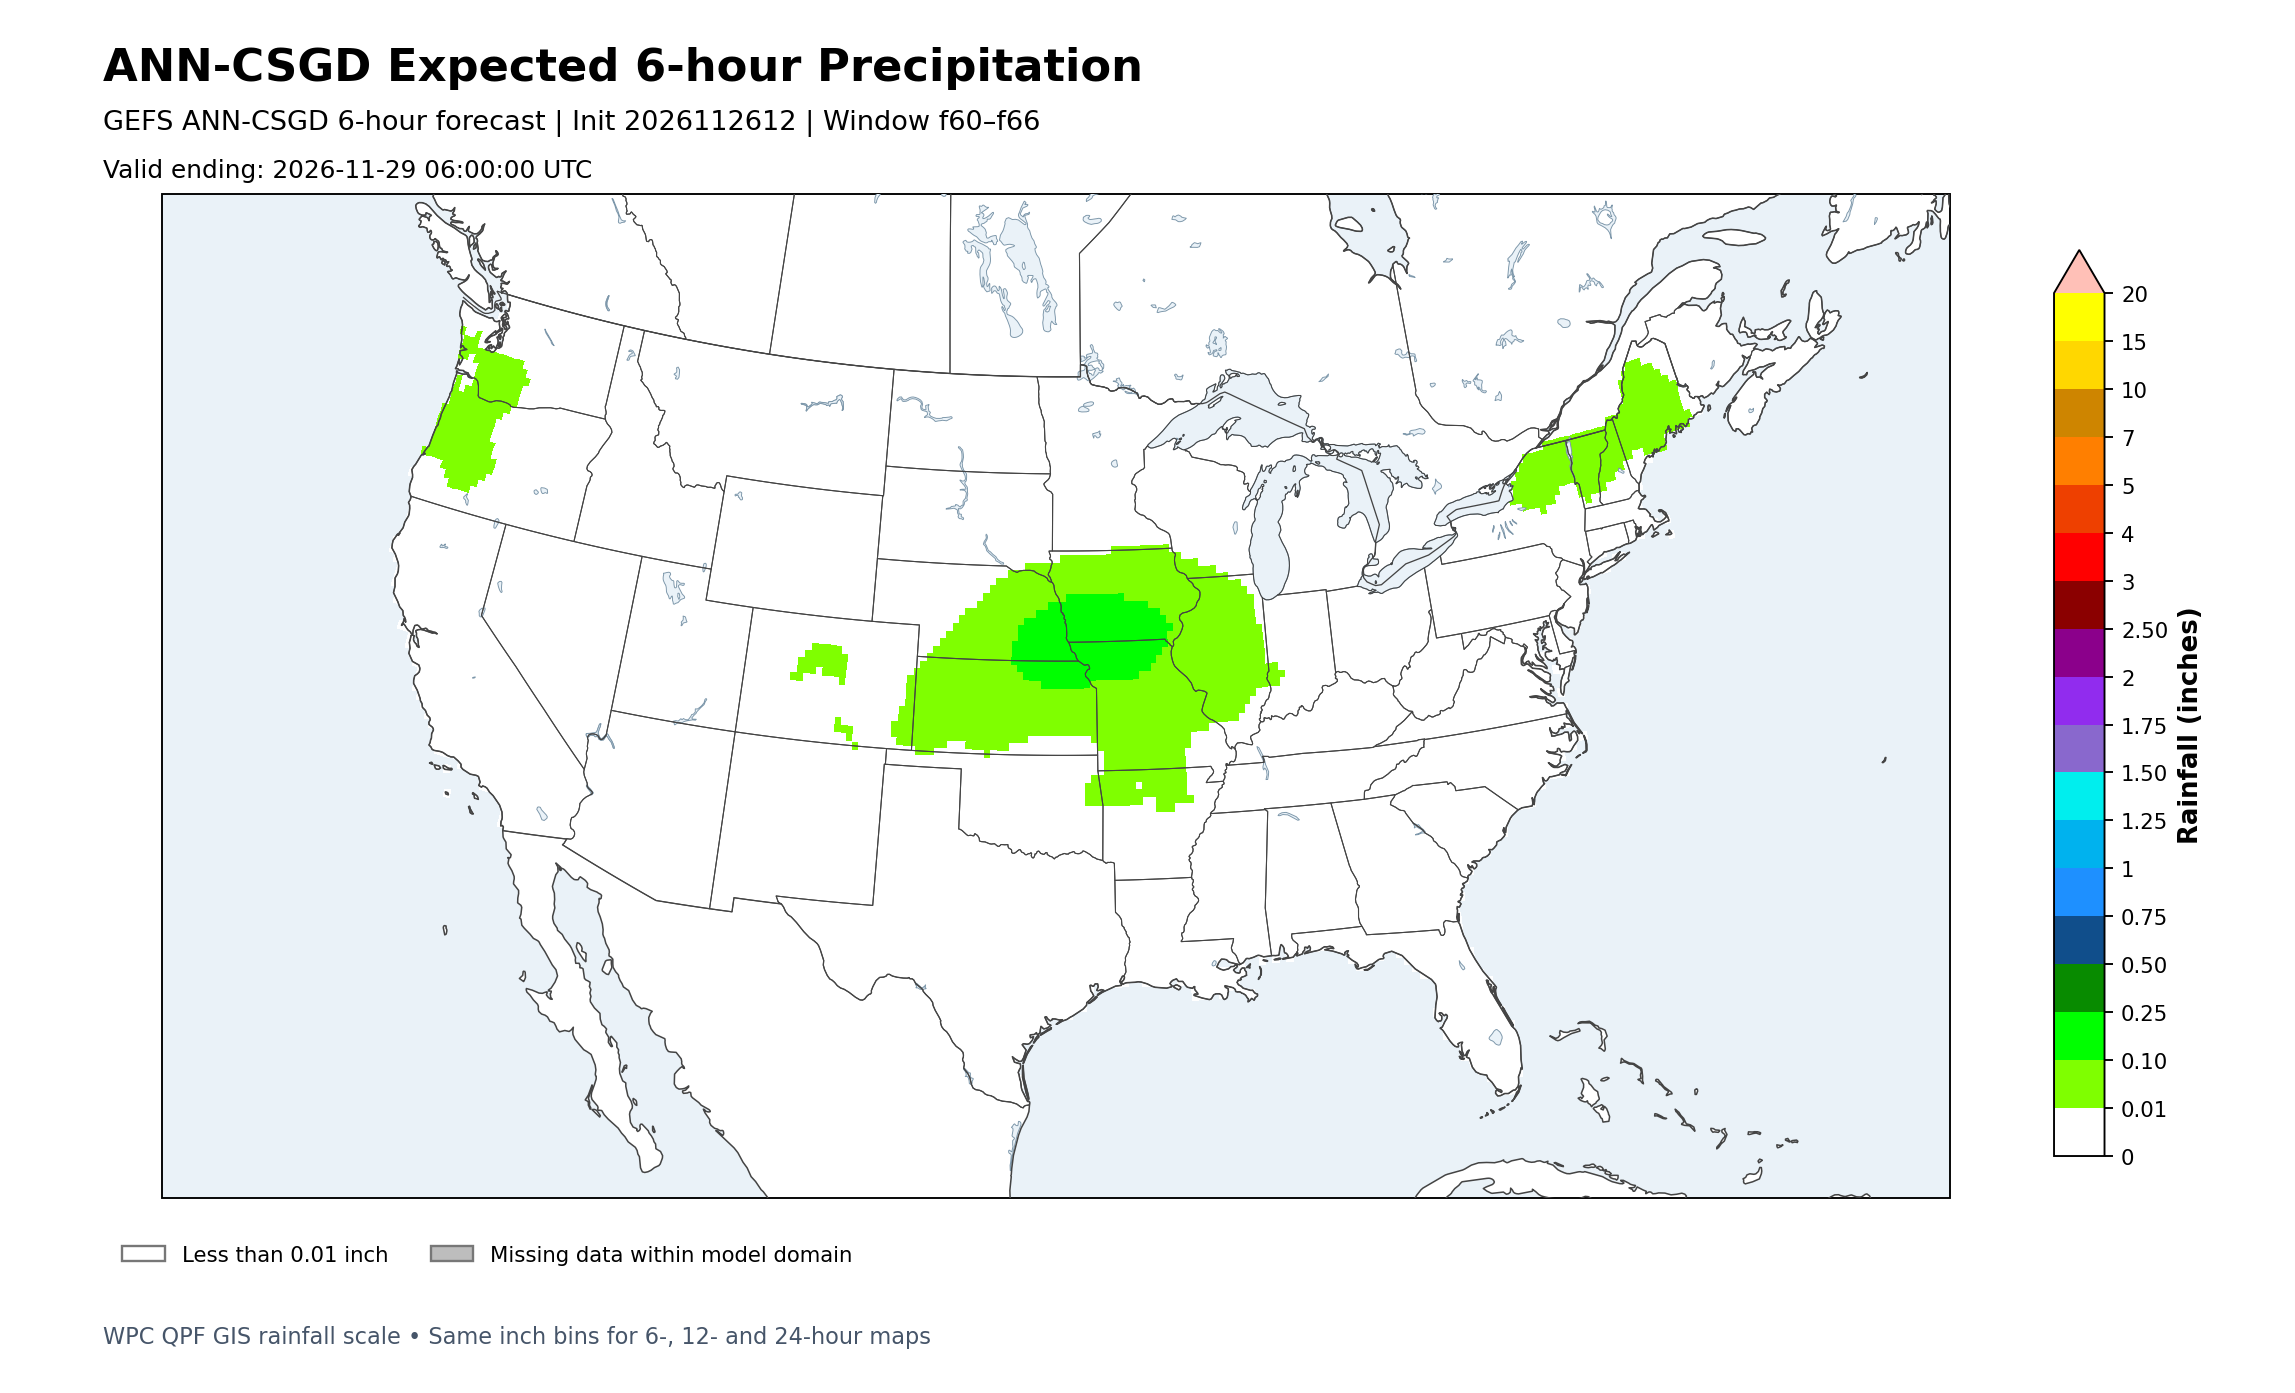 ANN-CSGD Expected 6-hour Precipitation
GEFS ANN-CSGD 6-hour forecast | Init 2026112612 | Window f60–f66
Valid ending: 2026-11-29 06:00:00 UTC
20
15
10
7
5
4
3
2.50
2
1.75
1.50
1.25
1
0.75
0.50
0.25
0.10
0.01
0
Rainfall (inches)
Less than 0.01 inch
Missing data within model domain
WPC QPF GIS rainfall scale • Same inch bins for 6-, 12- and 24-hour maps